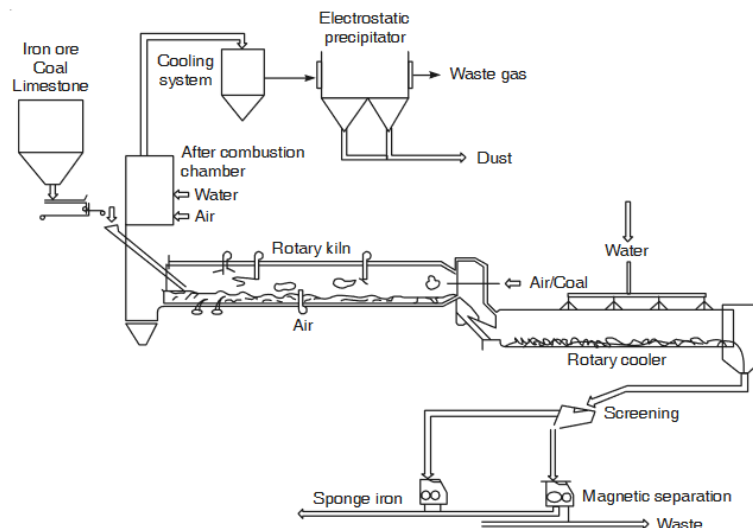 Electrostatic
precipitator
Iron ore
Coal
Limestone
Cooling
system
Waste gas
After combustion
chamber
Dust
Water
Air
Rotary kiln
Water
Air/Coal
Air
Rotary cooler
Screening
Sponge iron
Magnetic separation
Waste